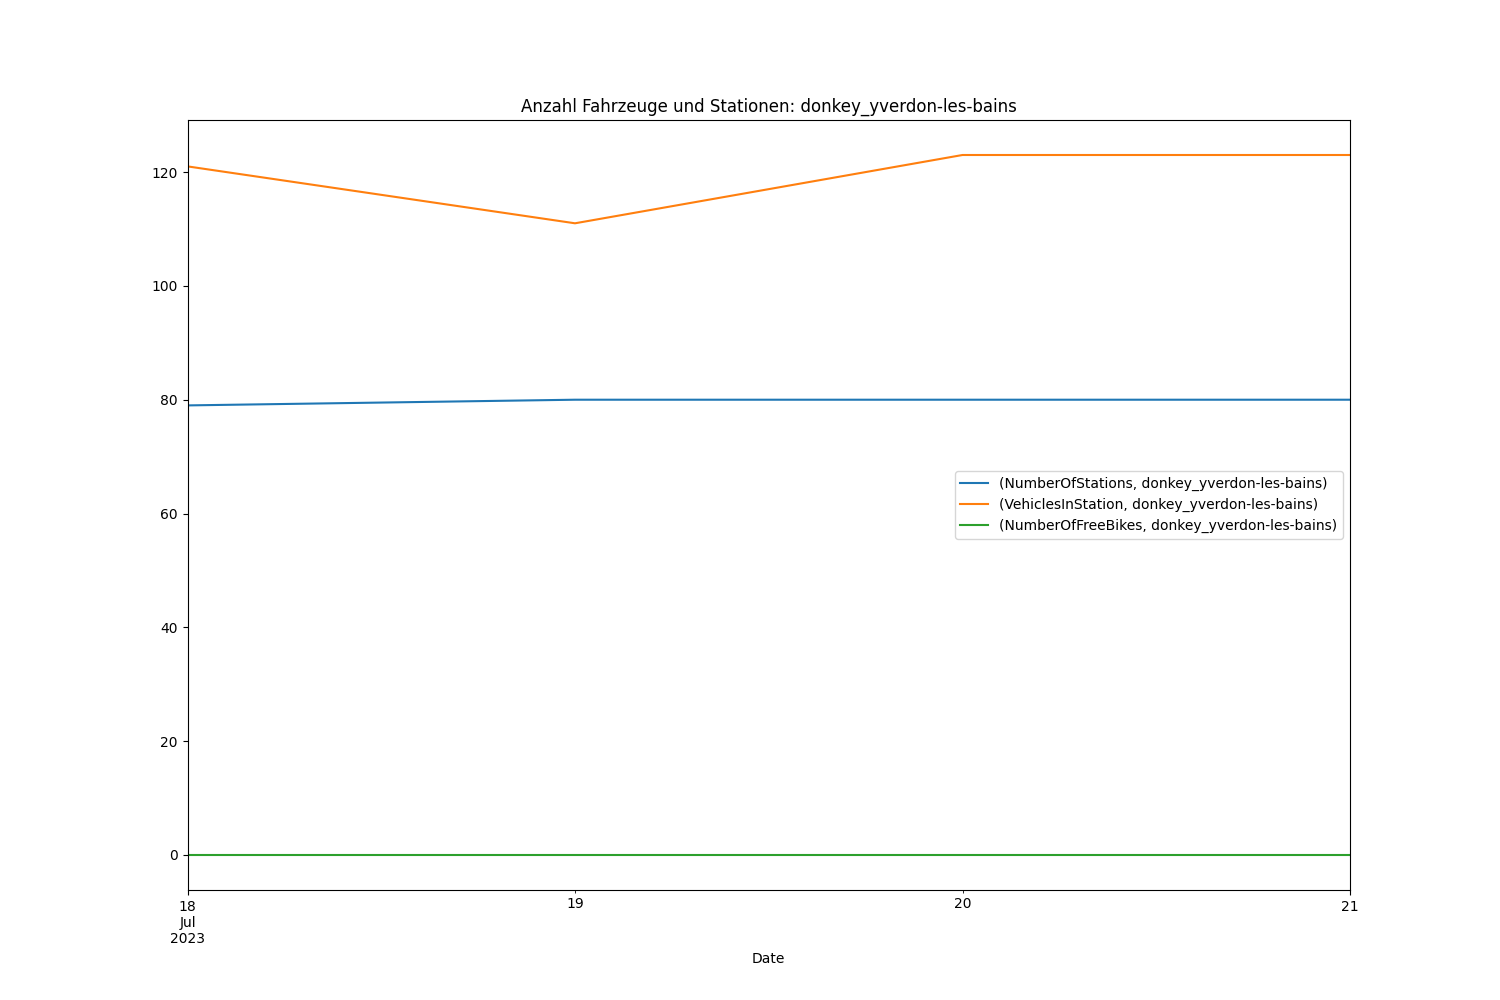 Anzahl Fahrzeuge und Stationen: donkey_yverdon-les-bains
120
100
80
60
40
20
0
(NumberOfStations, donkey_yverdon-les-bains)
(VehiclesInStation, donkey_yverdon-les-bains)
(NumberOfFreeBikes, donkey_yverdon-les-bains)
18 19 20 21
Jul
2023
Date